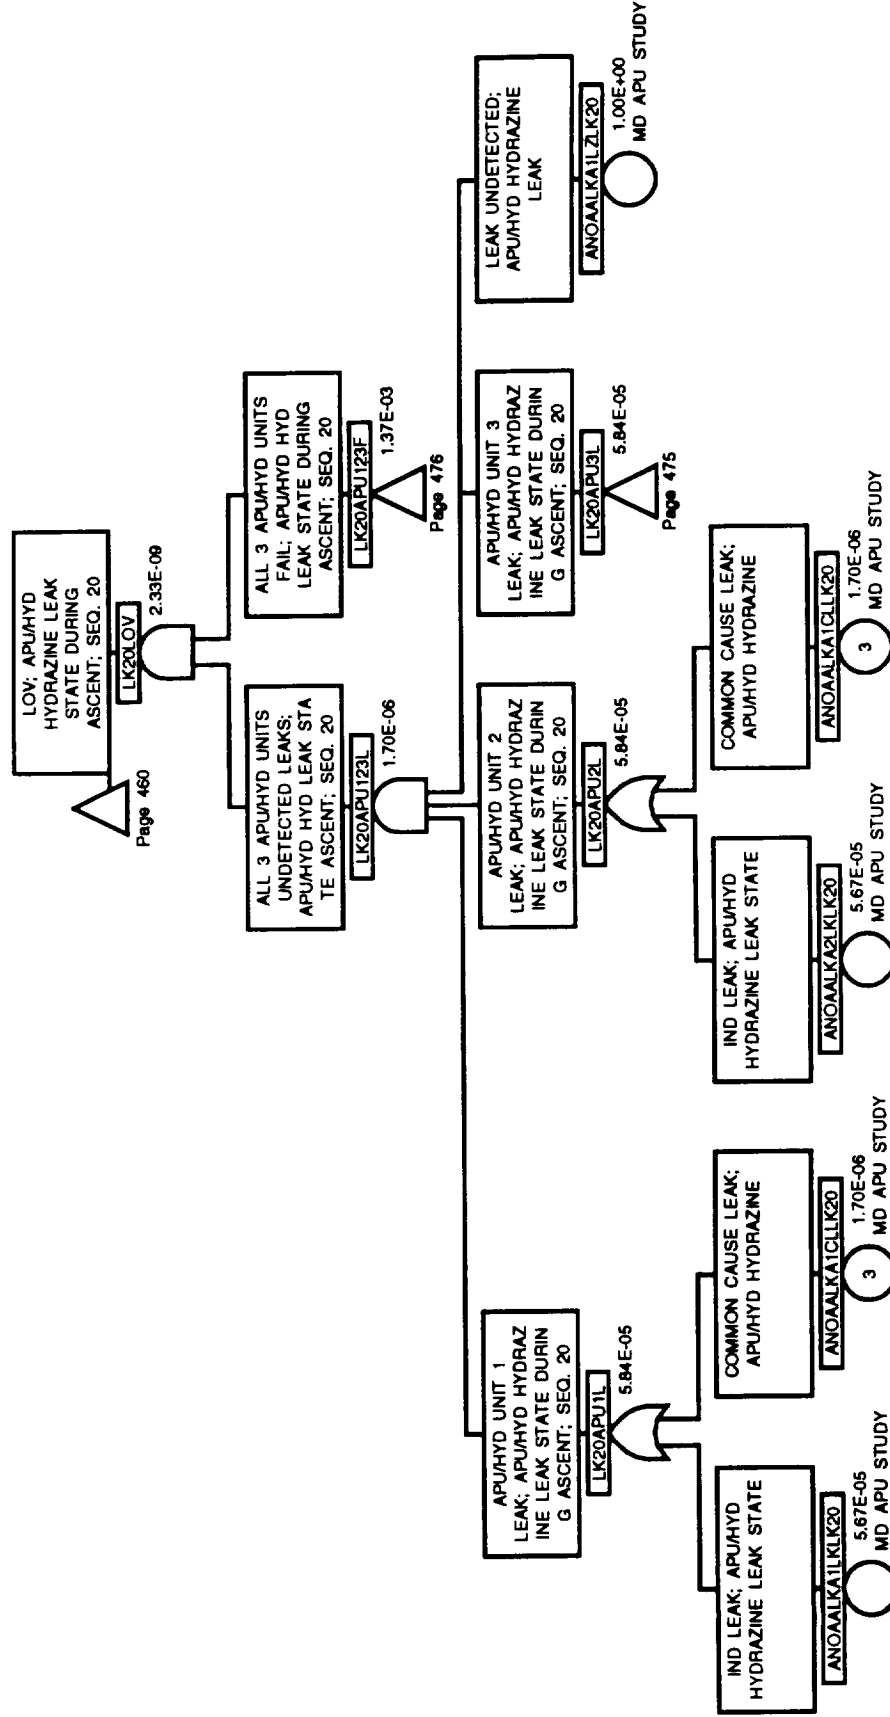 LOV; APU/HYD
HYDRAZINE LEAK
STATE DURING
ASCENT; SEQ. 20
LK20LOV
2.33E-09
Page 460
ALL 3 APU/HYD UNITS
UNDETECTED LEAKS;
APU/HYD HYD LEAK STA
TE ASCENT; SEQ. 20
LK20APU123L
1.70E-06
ALL 3 APU/HYD UNITS
FAIL; APU/HYD HYD
LEAK STATE DURING
ASCENT; SEQ. 20
LK20APU123F
1.37E-03
Page 476
APU/HYD UNIT 1
LEAK; APU/HYD HYDRAZ
INE LEAK STATE DURIN
G ASCENT; SEQ. 20
LK20APU1L
5.84E-05
APU/HYD UNIT 2
LEAK; APU/HYD HYDRAZ
INE LEAK STATE DURIN
G ASCENT; SEQ. 20
LK20APU2L
5.84E-05
APU/HYD UNIT 3
LEAK; APU/HYD HYDRAZ
INE LEAK STATE DURIN
G ASCENT; SEQ. 20
LK20APU3L
5.84E-05
Page 475
LEAK UNDETECTED;
APU/HYD HYDRAZINE
LEAK
ANOAALKA1LZLK20
1.00E+00
MD APU STUDY
IND LEAK; APU/HYD
HYDRAZINE LEAK STATE
ANOAALKA1LKLK20
5.67E-05
MD APU STUDY
COMMON CAUSE LEAK;
APU/HYD HYDRAZINE
ANOAALKA1CLLK20
3
1.70E-06
MD APU STUDY
IND LEAK; APU/HYD
HYDRAZINE LEAK STATE
ANOAALKA2LKLK20
5.67E-05
MD APU STUDY
COMMON CAUSE LEAK;
APU/HYD HYDRAZINE
ANOAALKA1CLLK20
3
1.70E-06
MD APU STUDY